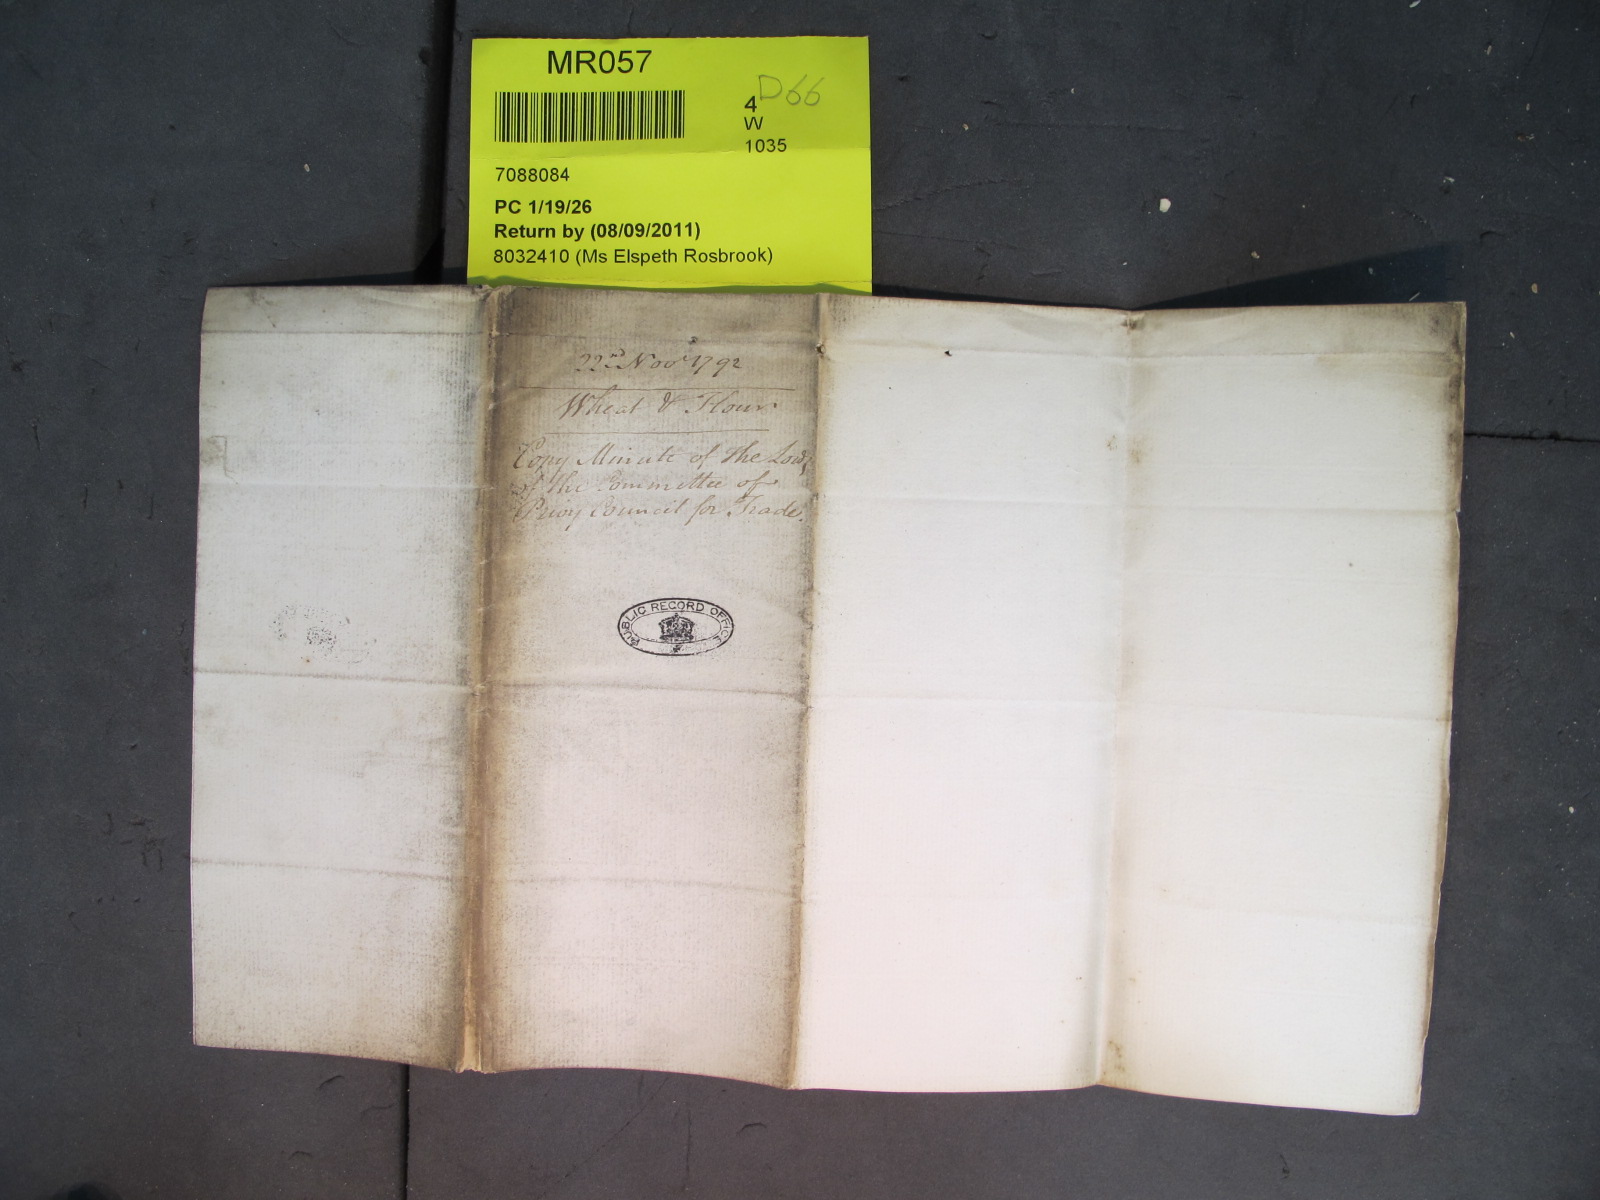 MR057
D66
4
W
1035
7088084
PC 1/19/26
Return by (08/09/2011)
8032410 (Ms Elspeth Rosbrook)
22nd Novr 1792
Wheat & Flour
Copy Minute of the Lords
of the Committee of
Privy Council for Trade.
PUBLIC RECORD OFFICE